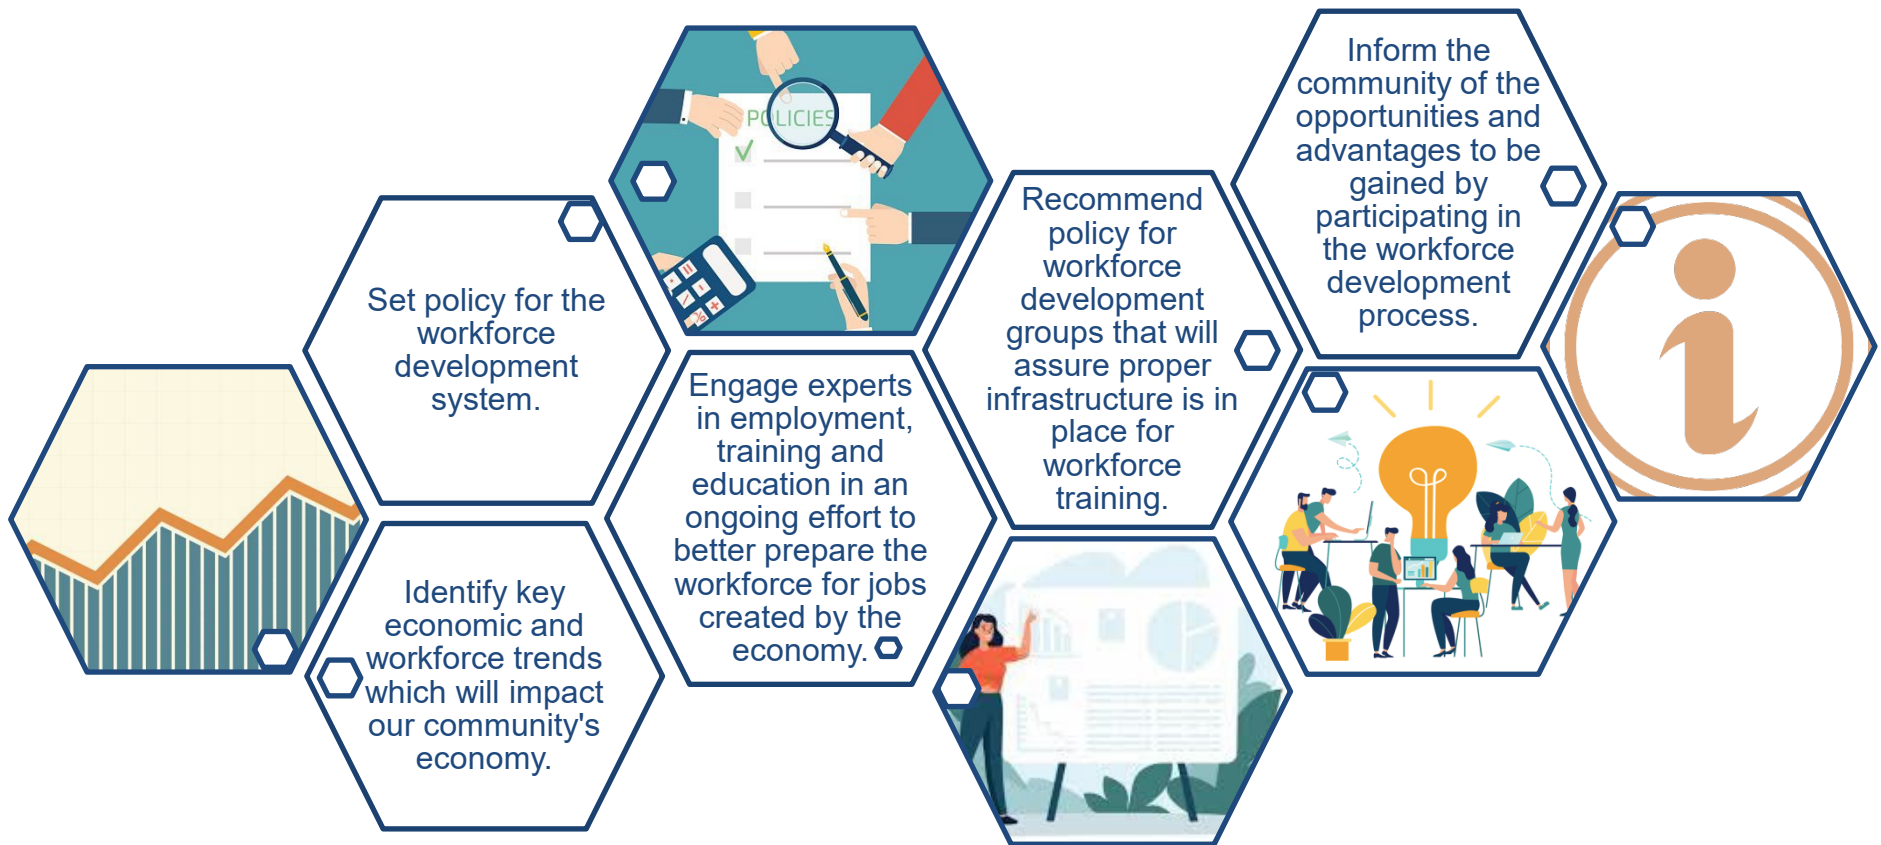 Set policy for the
workforce
development
system.
Identify key
economic and
workforce trends
which will impact
our community's
economy.
POLICIES
Engage experts
in employment,
training and
education in an
ongoing effort to
better prepare the
workforce for jobs
created by the
economy.
Recommend
policy for
workforce
development
groups that will
assure proper
infrastructure is in
place for
workforce
training.
Inform the
community of the
opportunities and
advantages to be
gained by
participating in
the workforce
development
process.